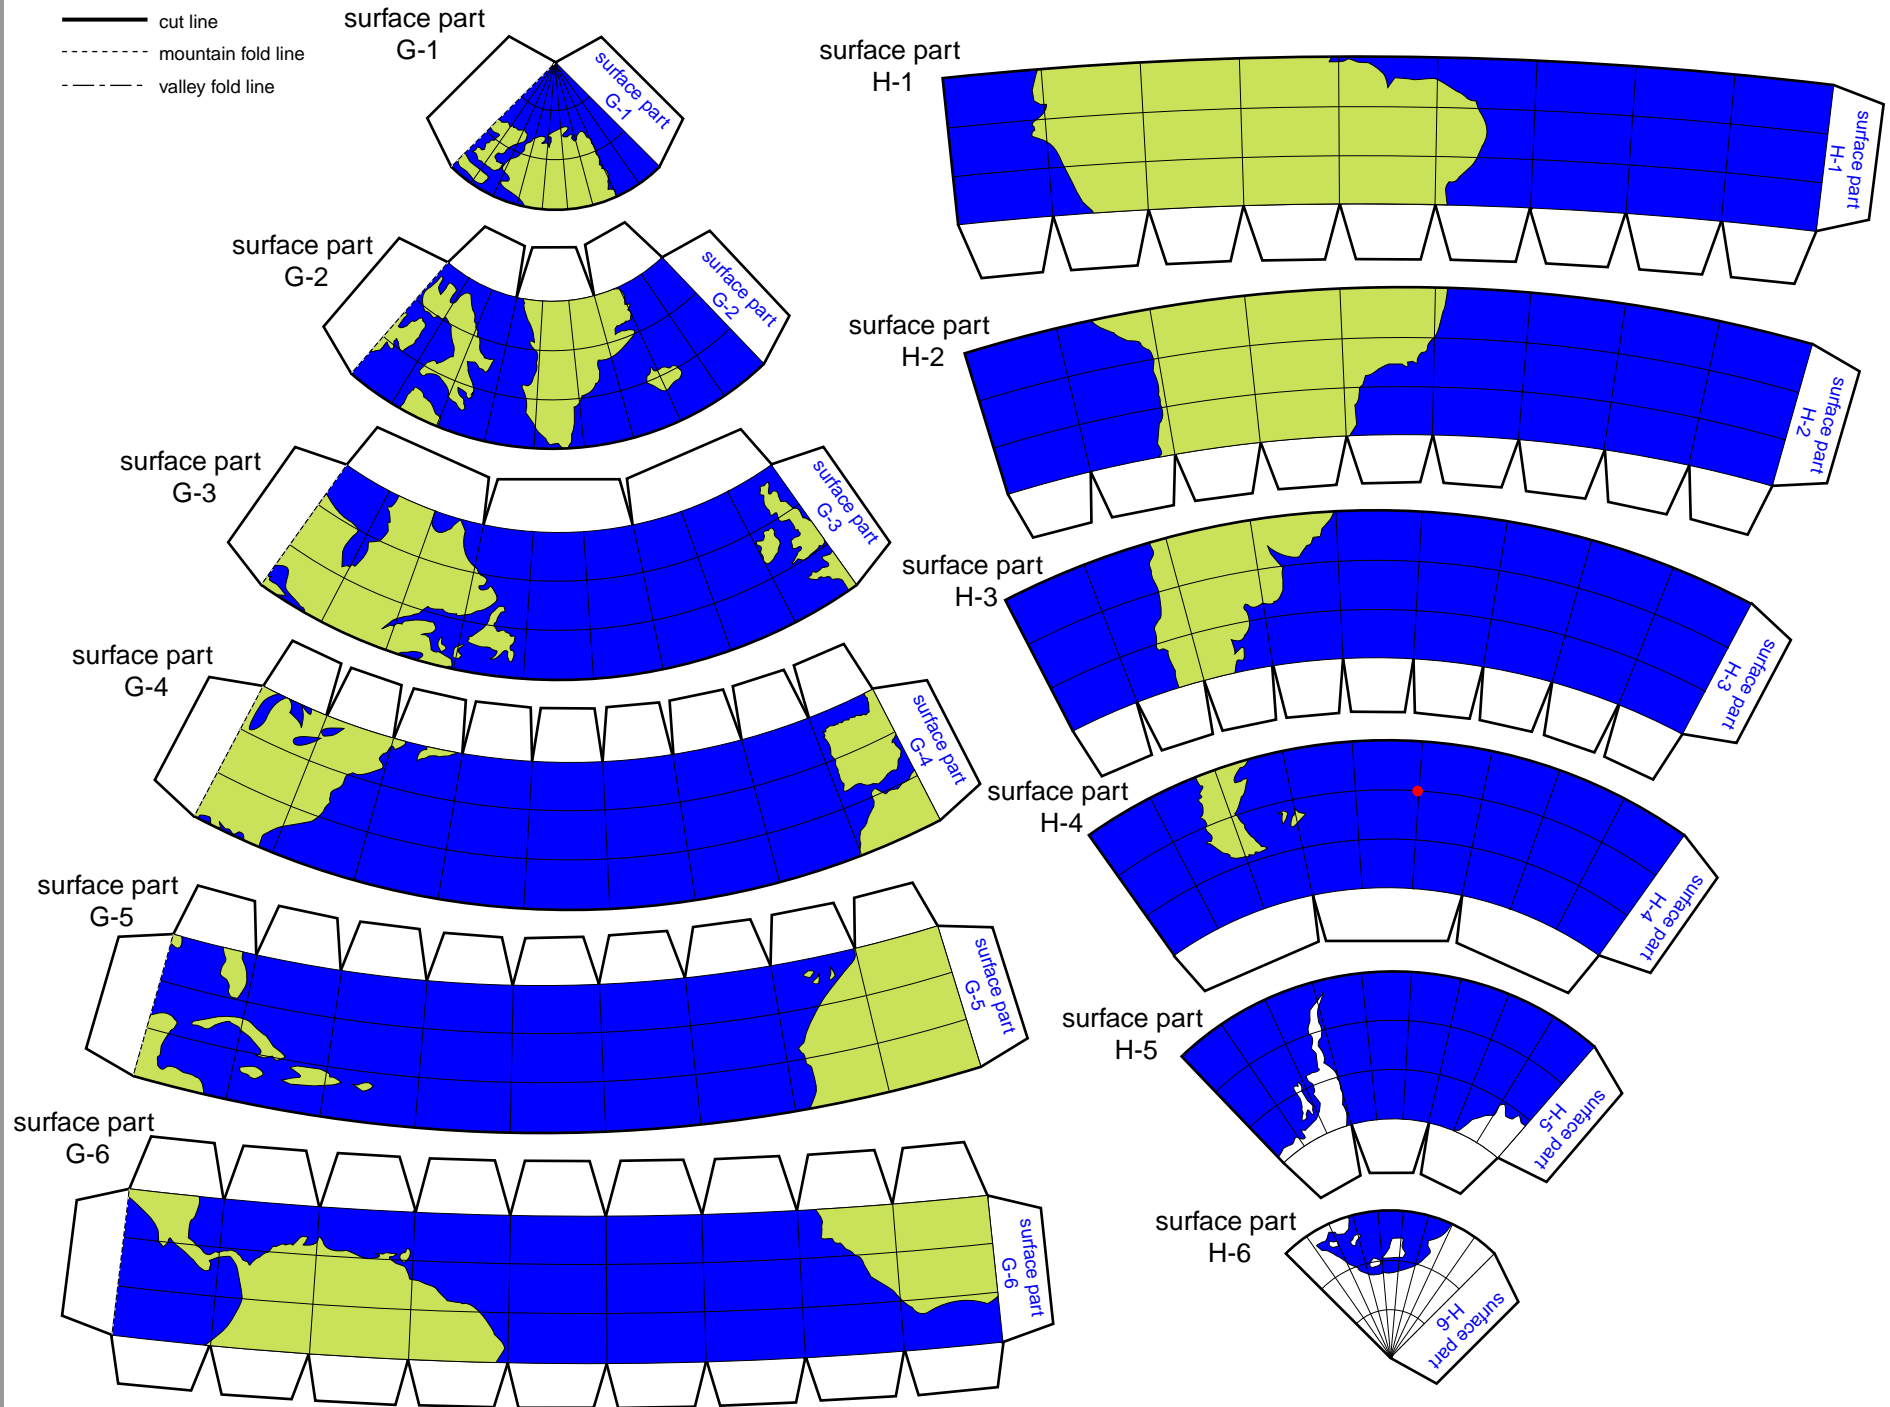 cut line
mountain fold line
valley fold line
surface part
G-1
surface part
G-1
surface part
G-2
surface part
G-2
surface part
G-3
surface part
G-3
surface part
G-4
surface part
G-4
surface part
G-5
surface part
G-5
surface part
G-6
surface part
G-6
surface part
H-1
surface part
H-1
surface part
H-2
surface part
H-2
surface part
H-3
surface part
H-3
surface part
H-4
surface part
H-4
surface part
H-5
surface part
H-5
surface part
H-6
surface part
H-6